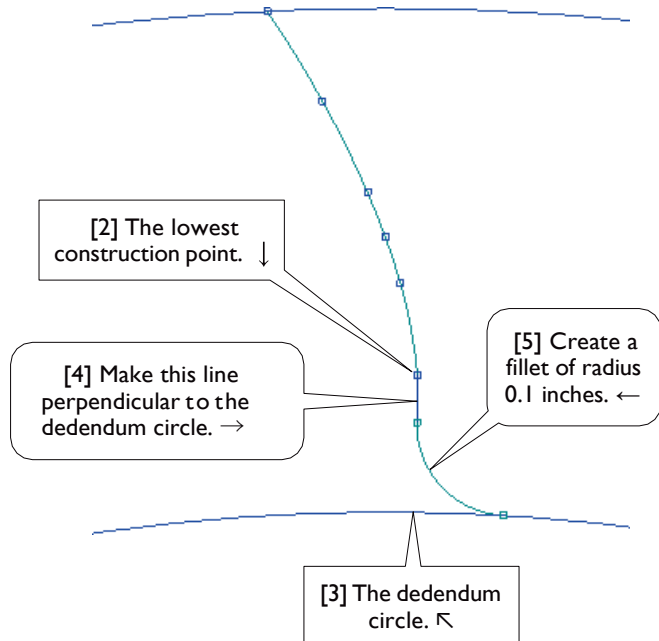 [2] The lowest
construction point. ↓
[5] Create a
fillet of radius
0.1 inches. ←
[4] Make this line
perpendicular to the
dedendum circle. →
[3] The dedendum
circle. ↖